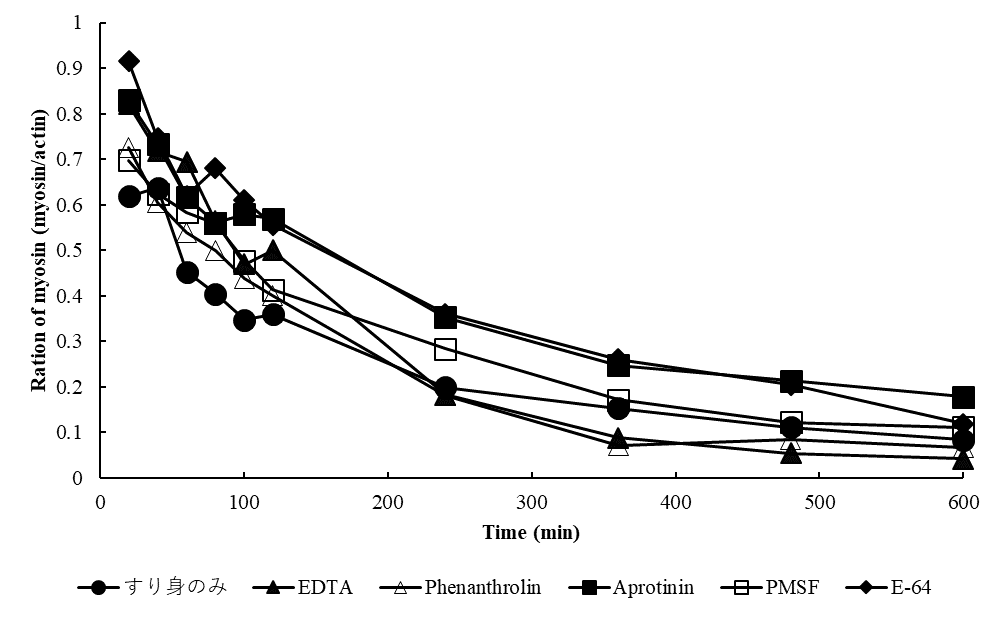 Ration of myosin (myosin/actin)
1
0.9
0.8
0.7
0.6
0.5
0.4
0.3
0.2
0.1
0
0 100 200 300 400 500 600
Time (min)
すり身のみ EDTA Phenanthrolin Aprotinin PMSF E-64